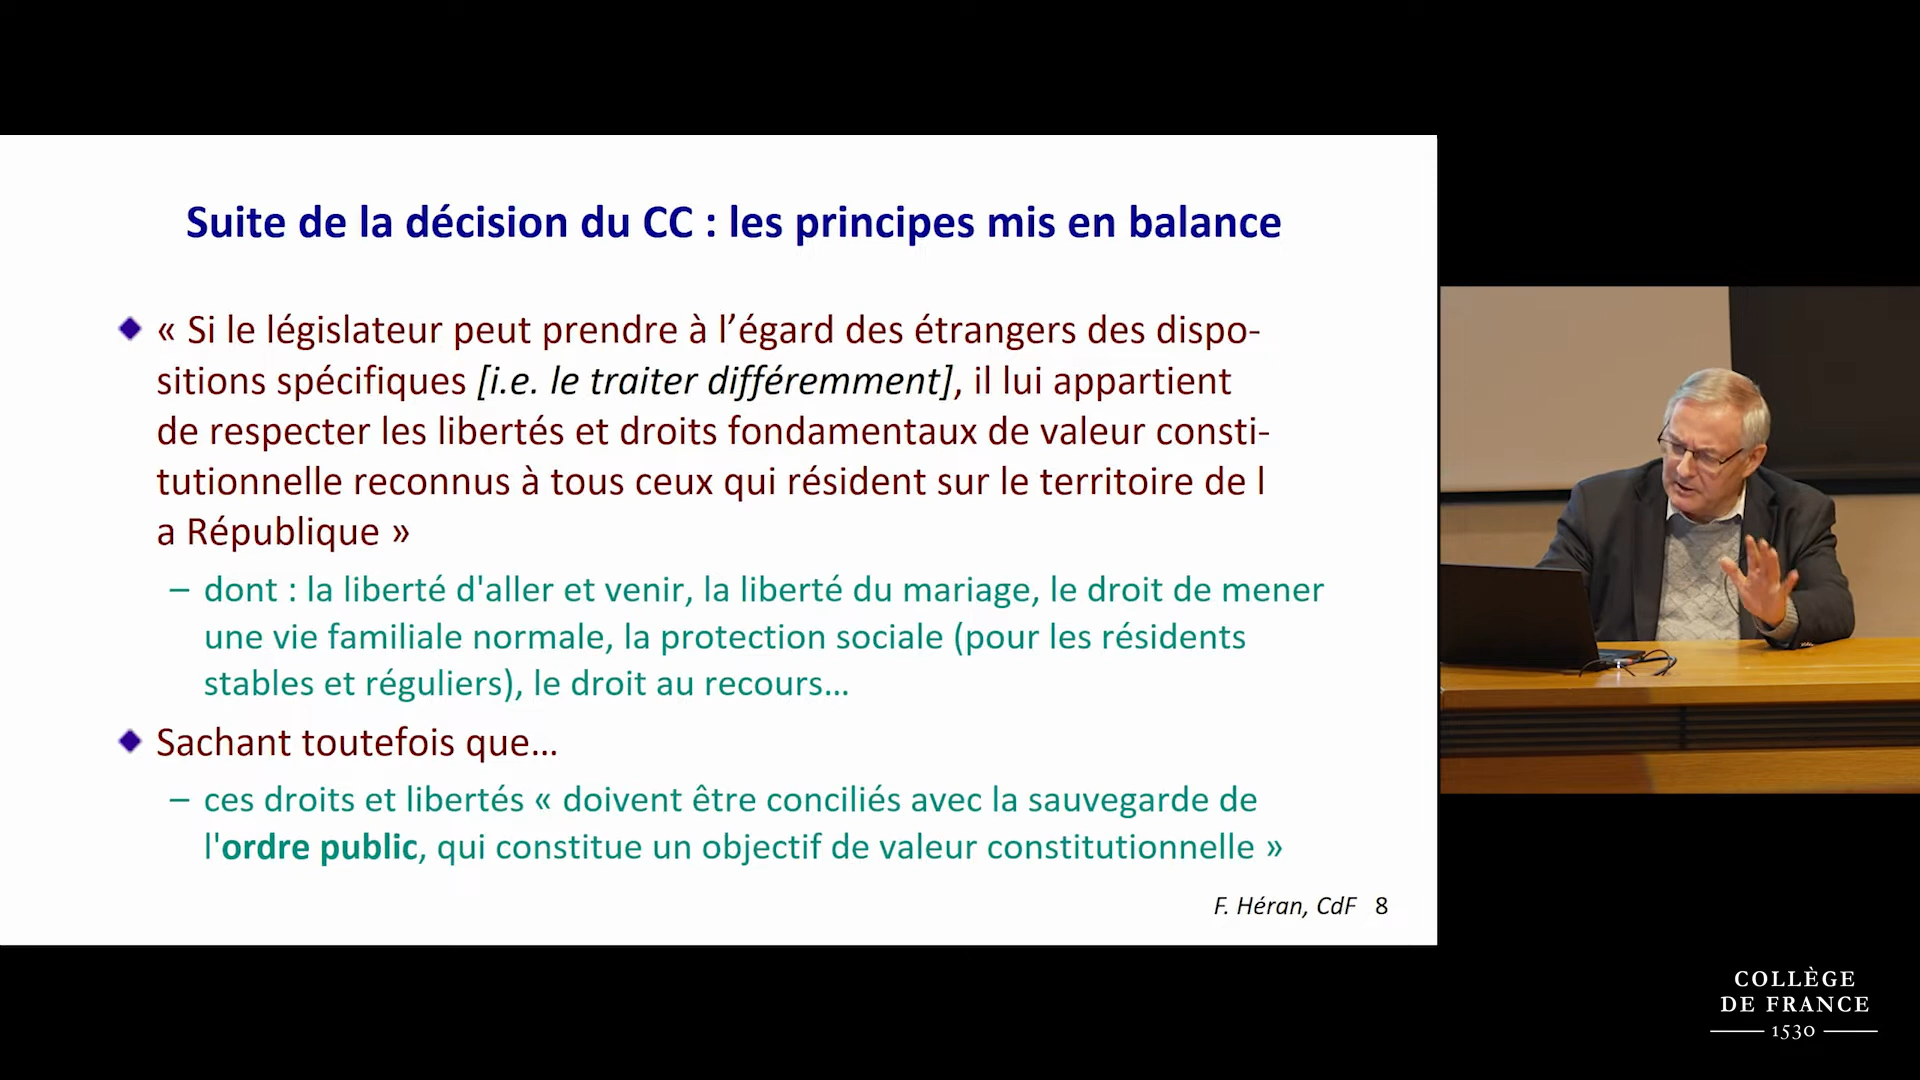 Suite de la décision du CC : les principes mis en balance
« Si le législateur peut prendre à l’égard des étrangers des dispo-
sitions spécifiques [i.e. le traiter différemment], il lui appartient
de respecter les libertés et droits fondamentaux de valeur consti-
tutionnelle reconnus à tous ceux qui résident sur le territoire de l
a République »
– dont : la liberté d'aller et venir, la liberté du mariage, le droit de mener
une vie familiale normale, la protection sociale (pour les résidents
stables et réguliers), le droit au recours…
Sachant toutefois que…
– ces droits et libertés « doivent être conciliés avec la sauvegarde de
l'ordre public, qui constitue un objectif de valeur constitutionnelle »
F. Héran, CdF 8
COLLÈGE
DE FRANCE
1530